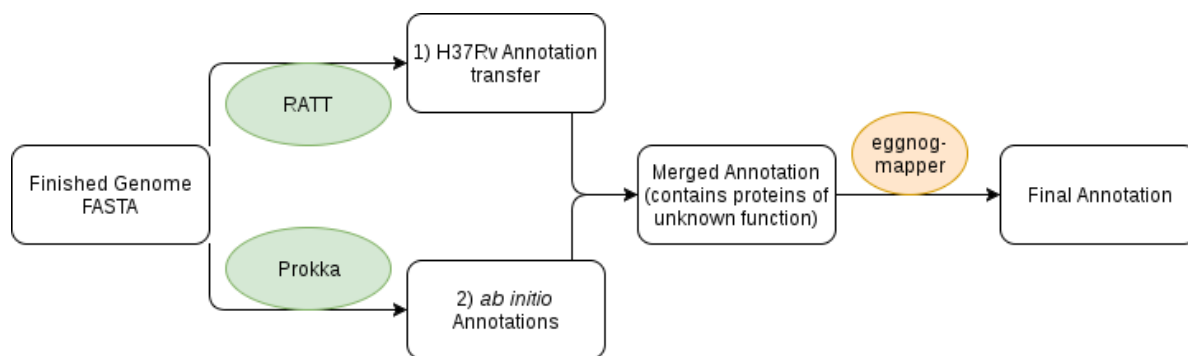 1) H37Rv Annotation
transfer
RATT
Finished Genome
FASTA
Prokka
2) ab initio
Annotations
Merged Annotation
(contains proteins of
unknown function)
eggnog-
mapper
Final Annotation